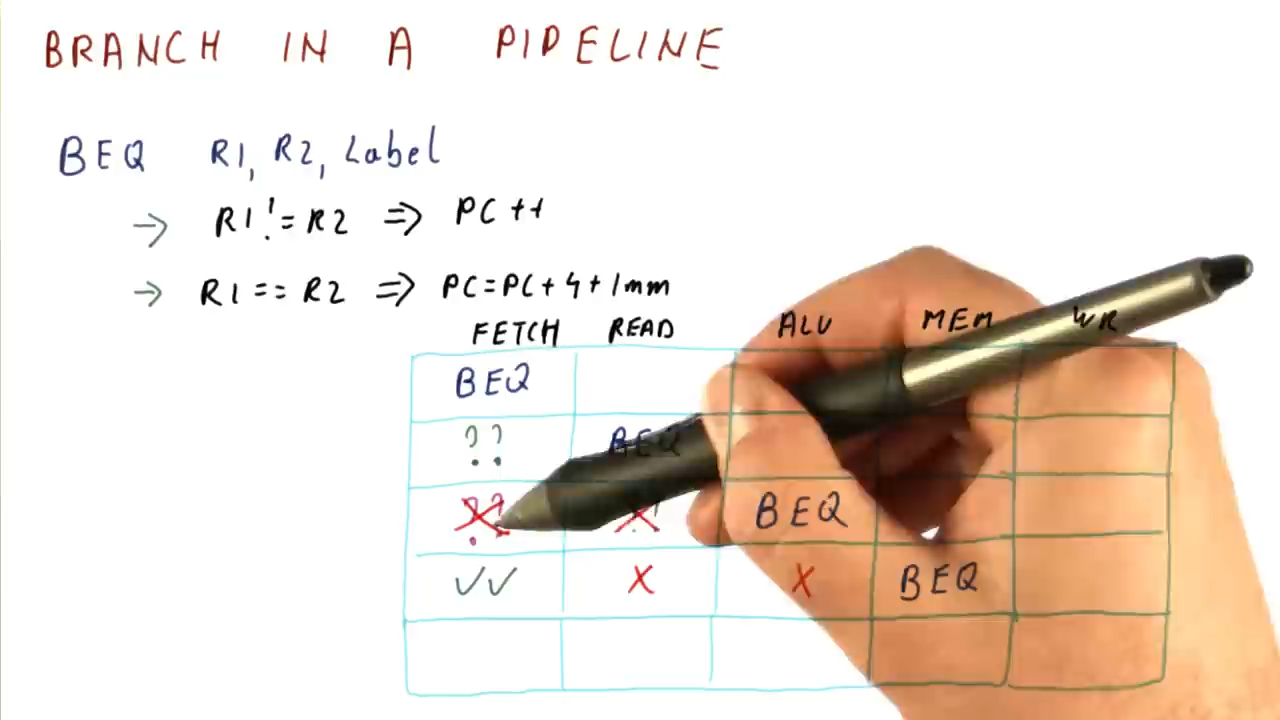 BRANCH IN A PIPELINE
BEQ R1, R2, Label
→ R1 != R2 ⇒ PC++
→ R1 == R2 ⇒ PC=PC+4+Imm
FETCH READ ALU MEM WR
BEQ
?? BEQ
?? BEQ
✓✓ X X BEQ